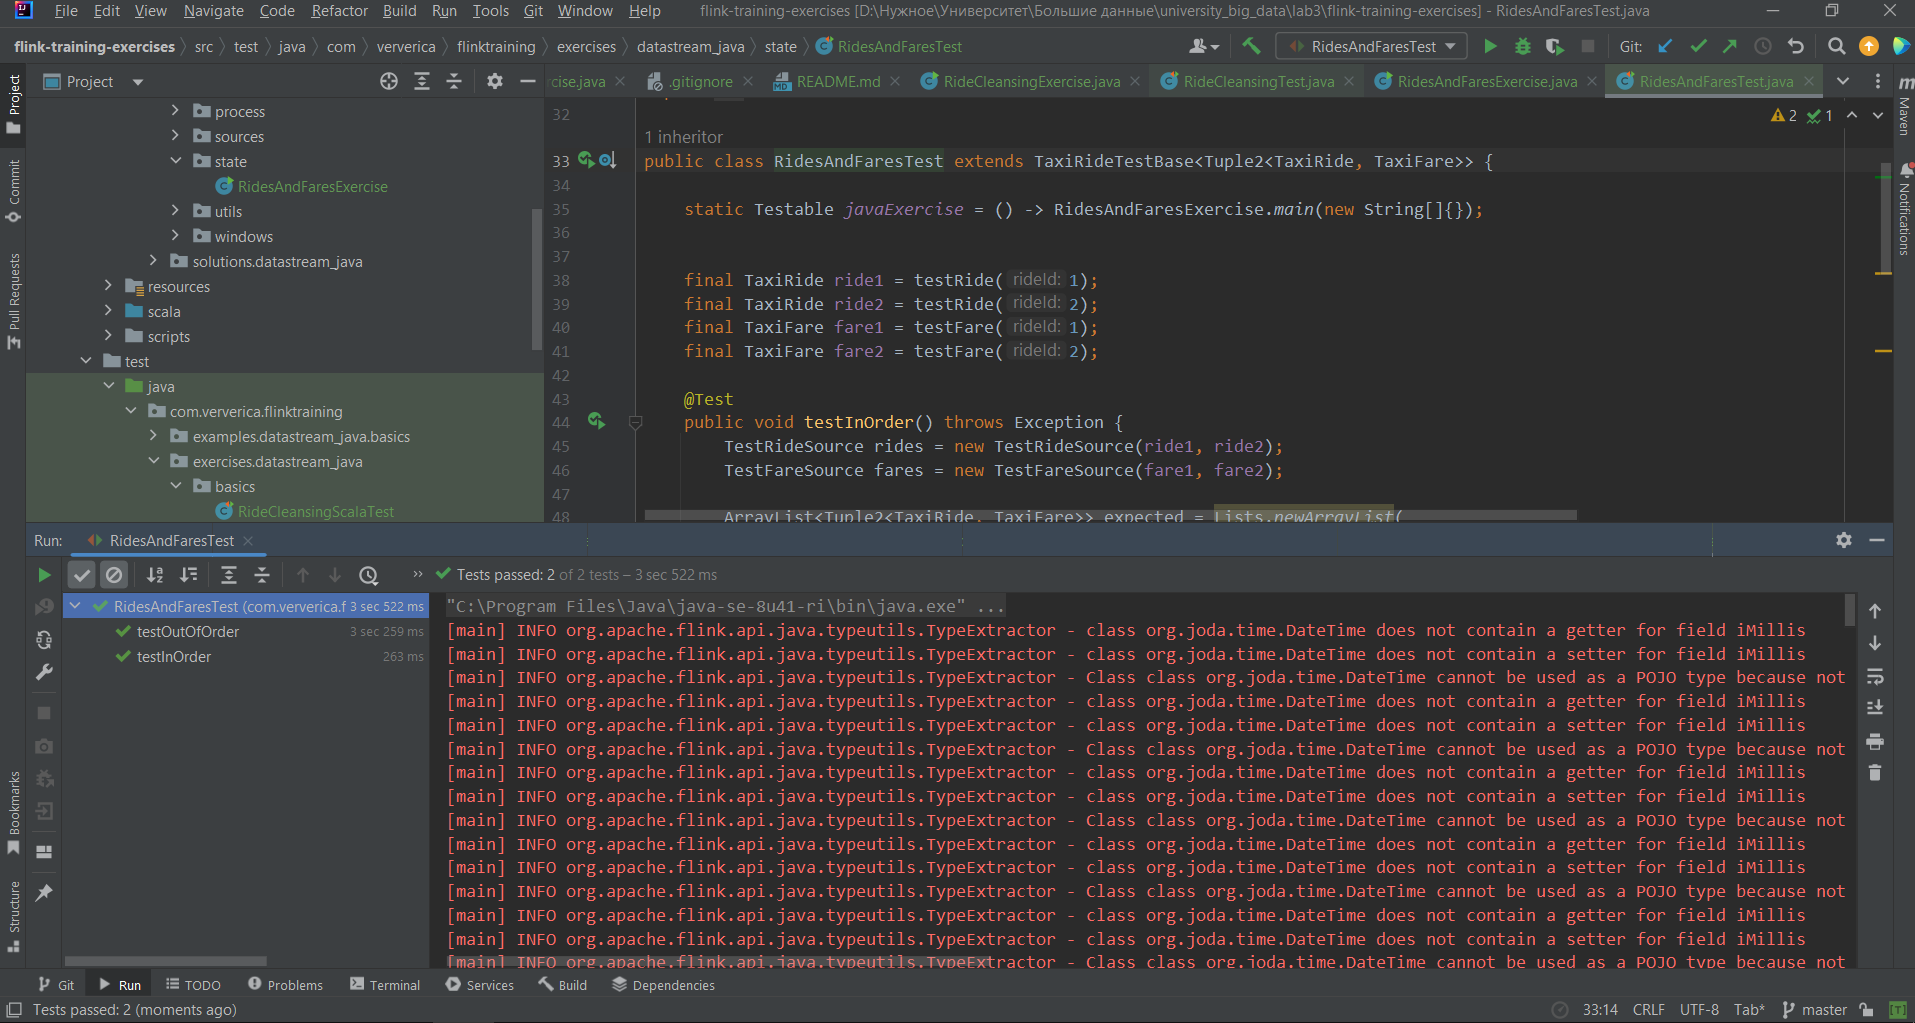 File Edit View Navigate Code Refactor Build Run Tools Git Window Help flink-training-exercises [D:\Нужное\Университет\Большие данные\university_big_data\lab3\flink-training-exercises] - RidesAndFaresTest.java
flink-training-exercises src test java com ververica flinktraining exercises datastream_java state RidesAndFaresTest RidesAndFaresTest Git:
Project cise.java .gitignore README.md RideCleansingExercise.java RideCleansingTest.java RidesAndFaresExercise.java RidesAndFaresTest.java
Project
Commit
Pull Requests
Bookmarks
Structure
Maven
Notifications
process
sources
state
RidesAndFaresExercise
utils
windows
solutions.datastream_java
resources
scala
scripts
test
java
com.ververica.flinktraining
examples.datastream_java.basics
exercises.datastream_java
basics
RideCleansingScalaTest
2 1
32
1 inheritor
33 public class RidesAndFaresTest extends TaxiRideTestBase<Tuple2<TaxiRide, TaxiFare>> {
34
35 static Testable javaExercise = () -> RidesAndFaresExercise.main(new String[]{});
36
37
38 final TaxiRide ride1 = testRide( rideId: 1);
39 final TaxiRide ride2 = testRide( rideId: 2);
40 final TaxiFare fare1 = testFare( rideId: 1);
41 final TaxiFare fare2 = testFare( rideId: 2);
42
43 @Test
44 public void testInOrder() throws Exception {
45 TestRideSource rides = new TestRideSource(ride1, ride2);
46 TestFareSource fares = new TestFareSource(fare1, fare2);
47
48 ArrayList<Tuple2<TaxiRide, TaxiFare>> expected = Lists.newArrayList(
Run: RidesAndFaresTest
Tests passed: 2 of 2 tests – 3 sec 522 ms
RidesAndFaresTest (com.ververica.f 3 sec 522 ms
testOutOfOrder 3 sec 259 ms
testInOrder 263 ms
"C:\Program Files\Java\java-se-8u41-ri\bin\java.exe" ...
[main] INFO org.apache.flink.api.java.typeutils.TypeExtractor - class org.joda.time.DateTime does not contain a getter for field iMillis
[main] INFO org.apache.flink.api.java.typeutils.TypeExtractor - class org.joda.time.DateTime does not contain a setter for field iMillis
[main] INFO org.apache.flink.api.java.typeutils.TypeExtractor - Class class org.joda.time.DateTime cannot be used as a POJO type because not
[main] INFO org.apache.flink.api.java.typeutils.TypeExtractor - class org.joda.time.DateTime does not contain a getter for field iMillis
[main] INFO org.apache.flink.api.java.typeutils.TypeExtractor - class org.joda.time.DateTime does not contain a setter for field iMillis
[main] INFO org.apache.flink.api.java.typeutils.TypeExtractor - Class class org.joda.time.DateTime cannot be used as a POJO type because not
[main] INFO org.apache.flink.api.java.typeutils.TypeExtractor - class org.joda.time.DateTime does not contain a getter for field iMillis
[main] INFO org.apache.flink.api.java.typeutils.TypeExtractor - class org.joda.time.DateTime does not contain a setter for field iMillis
[main] INFO org.apache.flink.api.java.typeutils.TypeExtractor - Class class org.joda.time.DateTime cannot be used as a POJO type because not
[main] INFO org.apache.flink.api.java.typeutils.TypeExtractor - class org.joda.time.DateTime does not contain a getter for field iMillis
[main] INFO org.apache.flink.api.java.typeutils.TypeExtractor - class org.joda.time.DateTime does not contain a setter for field iMillis
[main] INFO org.apache.flink.api.java.typeutils.TypeExtractor - Class class org.joda.time.DateTime cannot be used as a POJO type because not
[main] INFO org.apache.flink.api.java.typeutils.TypeExtractor - class org.joda.time.DateTime does not contain a getter for field iMillis
[main] INFO org.apache.flink.api.java.typeutils.TypeExtractor - class org.joda.time.DateTime does not contain a setter for field iMillis
[main] INFO org.apache.flink.api.java.typeutils.TypeExtractor - Class class org.joda.time.DateTime cannot be used as a POJO type because not
Git Run TODO Problems Terminal Services Build Dependencies
Tests passed: 2 (moments ago) 33:14 CRLF UTF-8 Tab* master